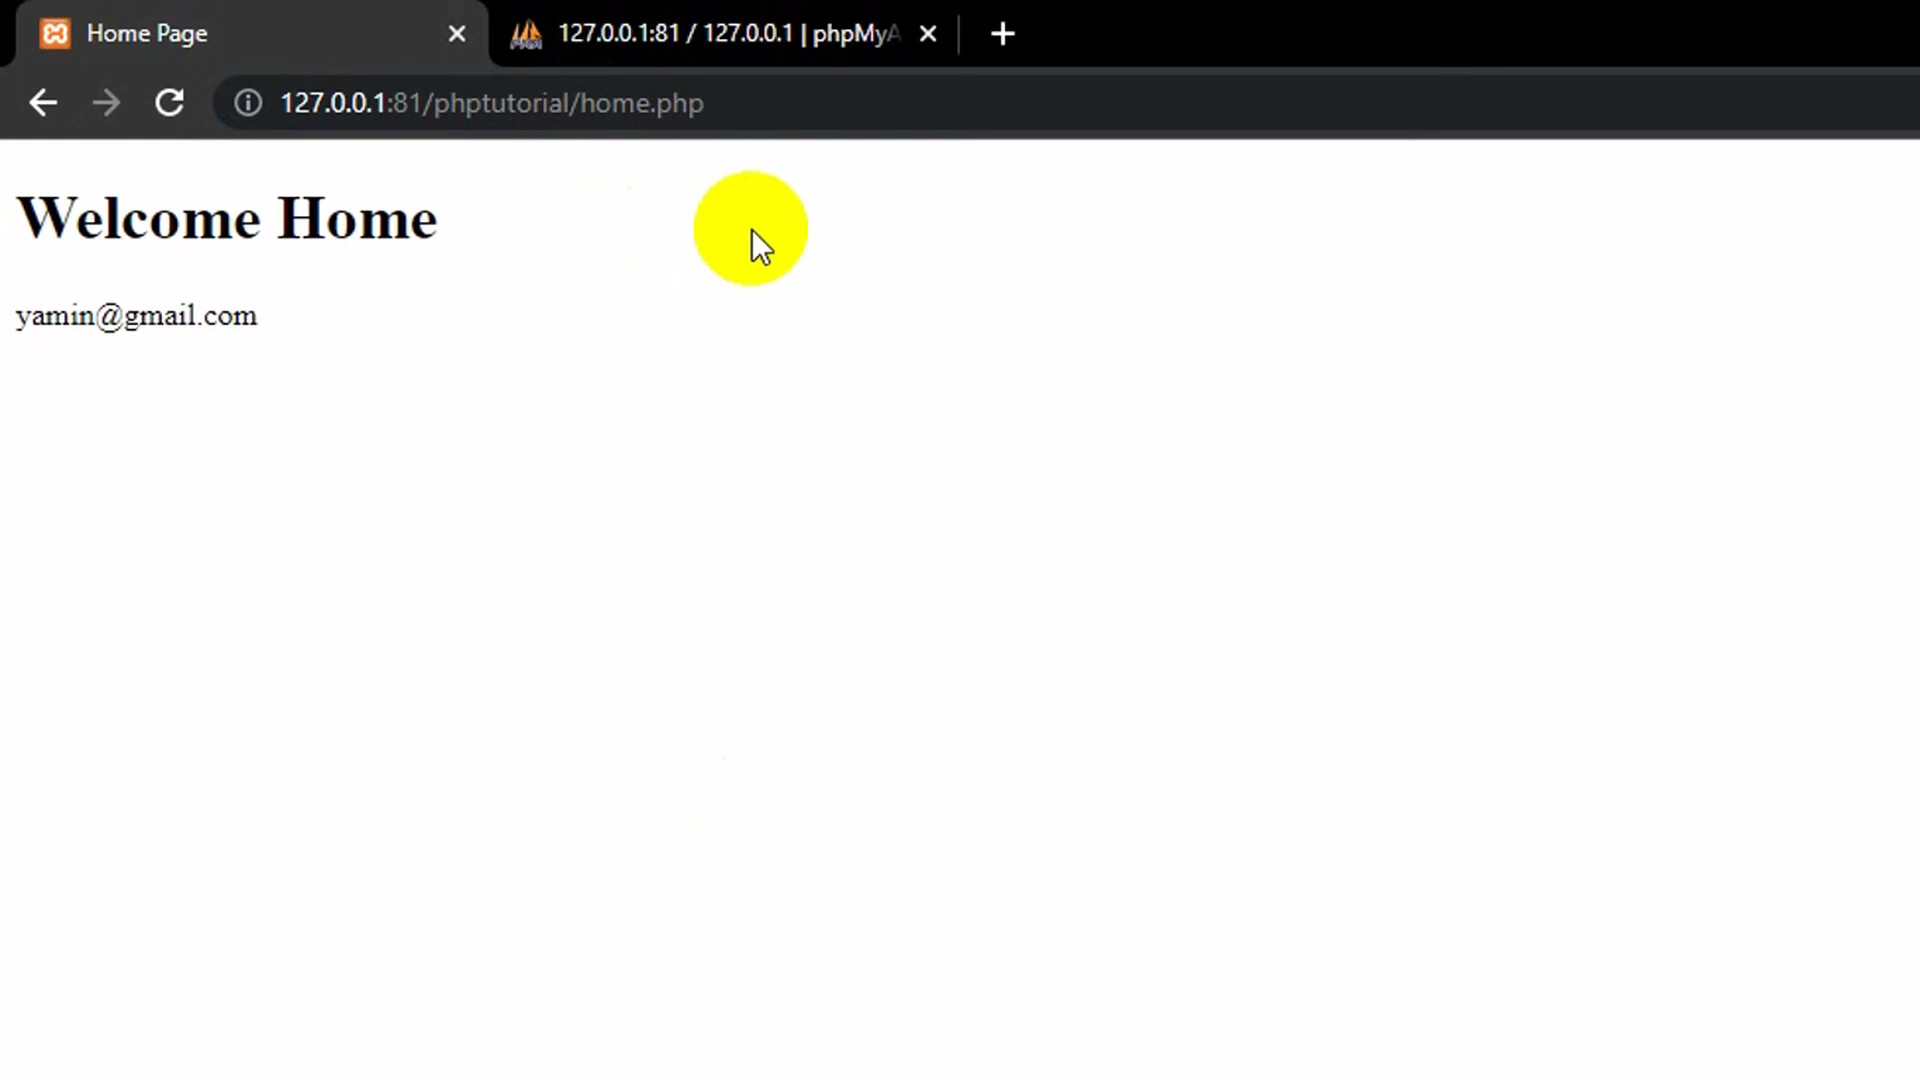 Home Page
127.0.0.1:81 / 127.0.0.1 | phpMyA
127.0.0.1:81/phptutorial/home.php
Welcome Home
yamin@gmail.com